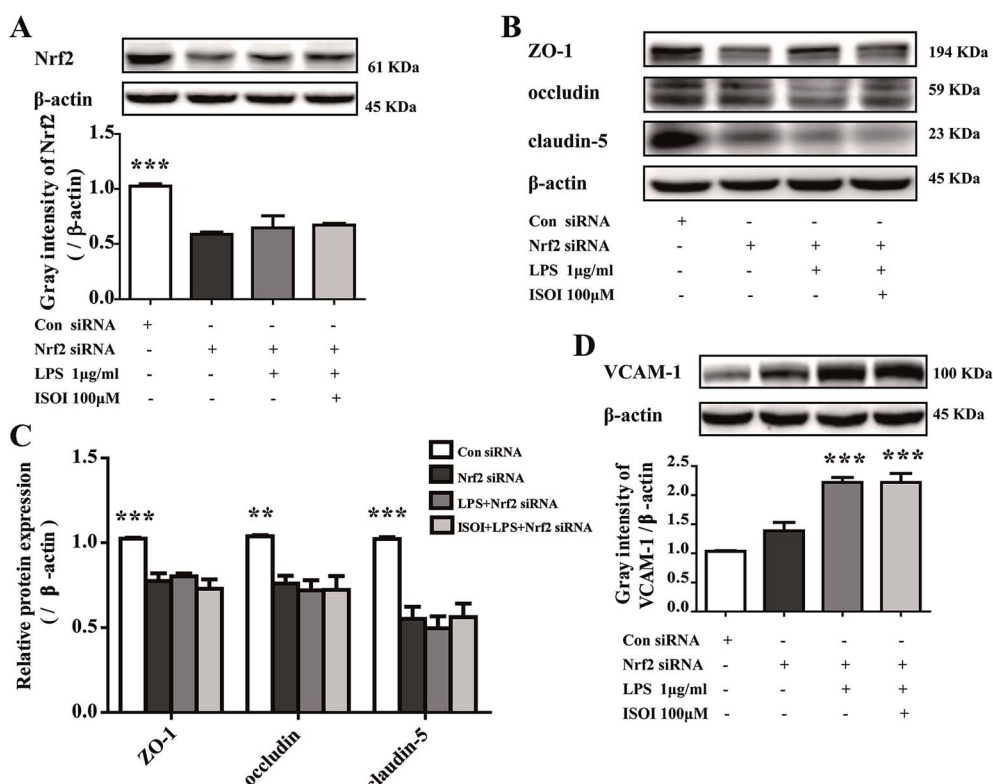 A
Nrf2
61 KDa
β-actin
45 KDa
Gray intensity of Nrf2
( / β-actin)
1.5
1.0
0.5
0.0
***
Con siRNA + - - -
Nrf2 siRNA - + + +
LPS 1μg/ml - - + +
ISOI 100μM - - - +
B
ZO-1
194 KDa
occludin
59 KDa
claudin-5
23 KDa
β-actin
45 KDa
Con siRNA + - - -
Nrf2 siRNA - + + +
LPS 1μg/ml - - + +
ISOI 100μM - - - +
C
Relative protein expression
( / β -actin )
1.5
1.0
0.5
0.0
*** ** ***
Con siRNA
Nrf2 siRNA
LPS+Nrf2 siRNA
ISOI+LPS+Nrf2 siRNA
ZO-1
occludin
claudin-5
D
VCAM-1
100 KDa
β-actin
45 KDa
Gray intensity of
VCAM-1 / β -actin
2.5
2.0
1.5
1.0
0.5
0.0
*** ***
Con siRNA + - - -
Nrf2 siRNA - + + +
LPS 1μg/ml - - + +
ISOI 100μM - - - +